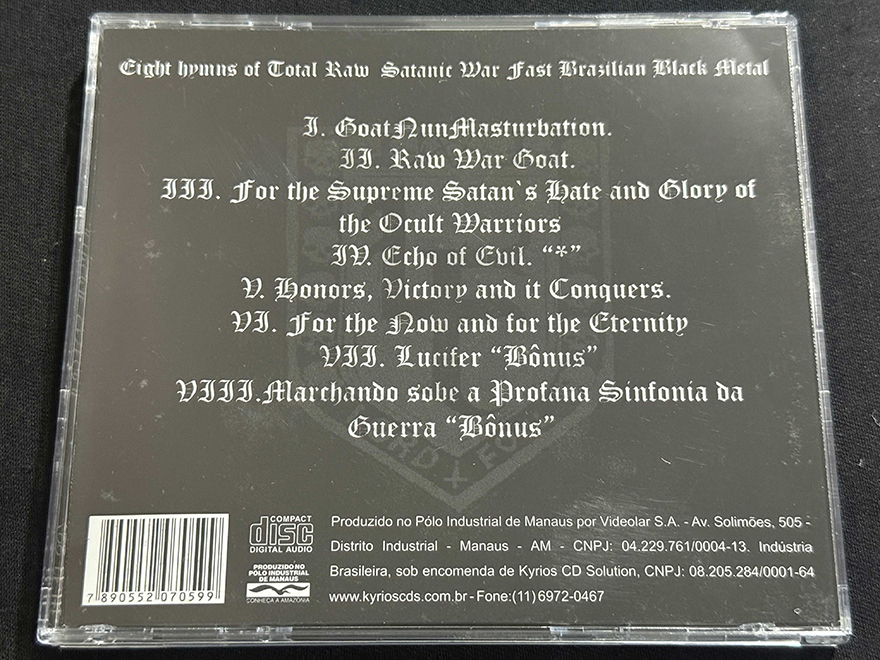 Eight hymns of Total Raw Satanic War Fast Brazilian Black Metal
I. GoatNunMasturbation.
II. Raw War Goat.
III. For the Supreme Satan`s Hate and Glory of
the Occult Warriors
IV. Echo of Evil. “*”
V. Honors, Victory and it Conquers.
VI. For the Now and for the Eternity
VII. Lucifer “Bônus”
VIII.Marchando sobe a Profana Sinfonia da
Guerra “Bônus”
7 890552 070599
COMPACT
disc
DIGITAL AUDIO
PRODUZIDO NO
PÓLO INDUSTRIAL
DE MANAUS
CONHEÇA A AMAZÔNIA
Produzido no Pólo Industrial de Manaus por Videolar S.A. - Av. Solimões, 505 -
Distrito Industrial - Manaus - AM - CNPJ: 04.229.761/0004-13. Indústria
Brasileira, sob encomenda de Kyrios CD Solution, CNPJ: 08.205.284/0001-64
www.kyrioscds.com.br - Fone:(11) 6972-0467